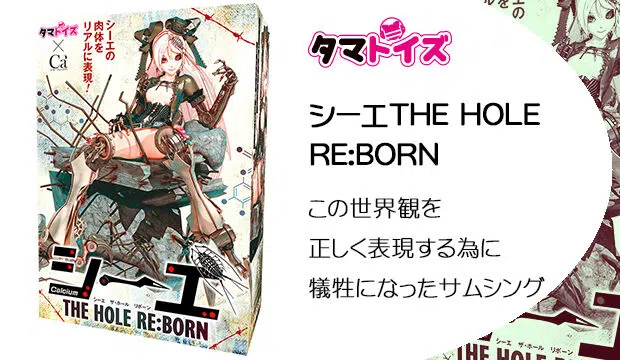 タマトイズ
×
Ca
シーエの
肉体を
リアルに表現!
シーエ
Calcium
シーエ ザ・ホール リボーン
THE HOLE RE:BORN
タマトイズ
シーエTHE HOLE
RE:BORN
この世界観を
正しく表現する為に
犠牲になったサムシング